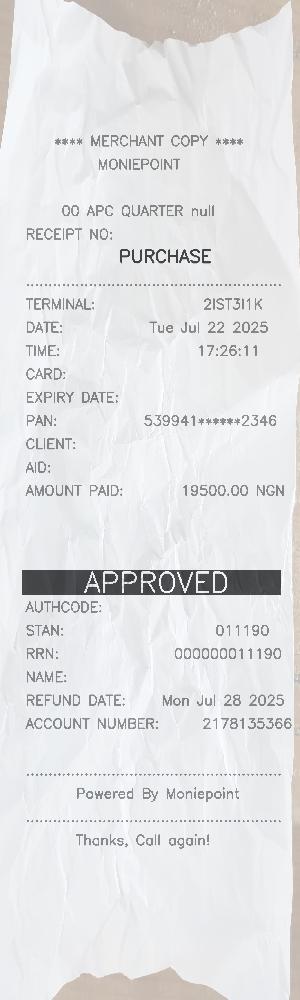 **** MERCHANT COPY ****
MONIEPOINT
00 APC QUARTER null
RECEIPT NO:
PURCHASE
TERMINAL: 2IST3I1K
DATE: Tue Jul 22 2025
TIME: 17:26:11
CARD:
EXPIRY DATE:
PAN: 539941******2346
CLIENT:
AID:
AMOUNT PAID: 19500.00 NGN
APPROVED
AUTHCODE:
STAN: 011190
RRN: 000000011190
NAME:
REFUND DATE: Mon Jul 28 2025
ACCOUNT NUMBER: 2178135366
Powered By Moniepoint
Thanks, Call again!